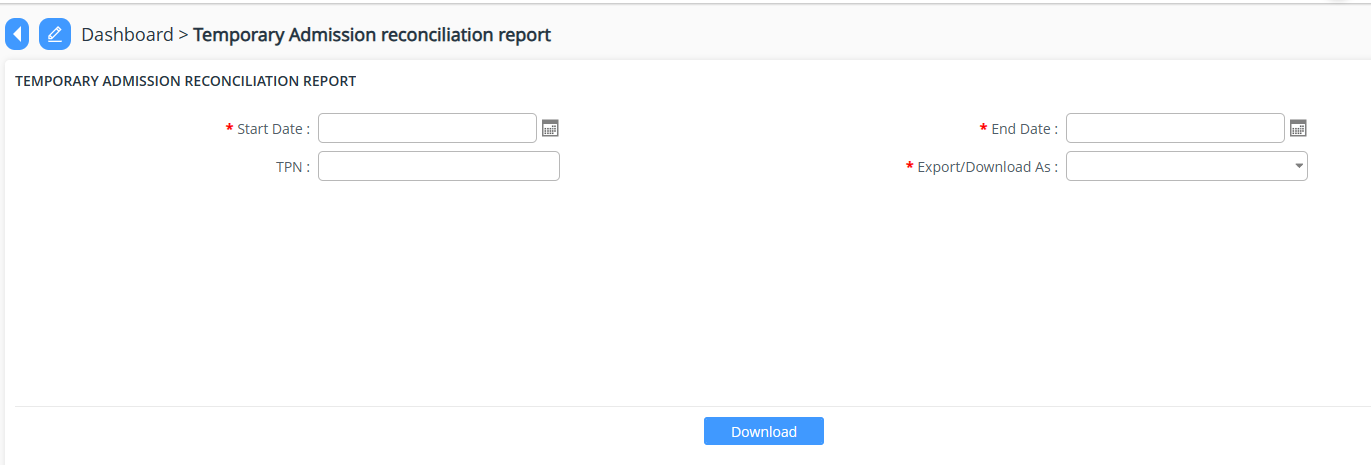 Dashboard > Temporary Admission reconciliation report
TEMPORARY ADMISSION RECONCILIATION REPORT
* Start Date :
* End Date :
TPN :
* Export/Download As :
Download